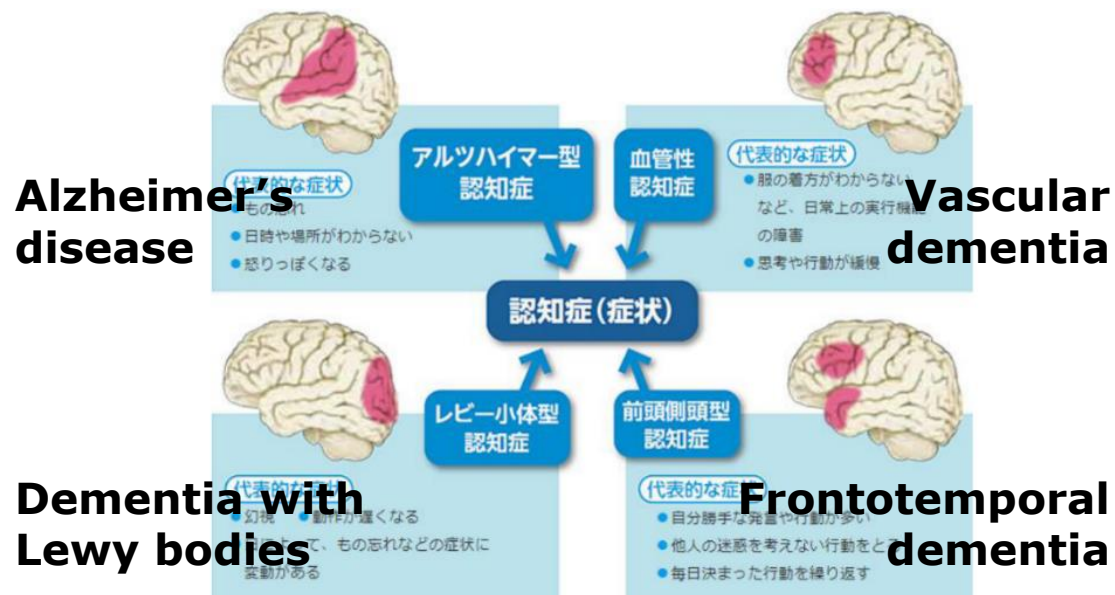 アルツハイマー型
認知症
代表的な症状
もの忘れ
日時や場所がわからない
怒りっぽくなる
Alzheimer's
disease
血管性
認知症
代表的な症状
服の着方がわからない
など、日常上の実行機能
の障害
思考や行動が緩慢
Vascular
dementia
認知症(症状)
レビー小体型
認知症
代表的な症状
幻視 動作が遅くなる
って、もの忘れなどの症状に
変動がある
Dementia with
Lewy bodies
前頭側頭型
認知症
代表的な症状
自分勝手な発言や行動が多い
他人の迷惑を考えない行動をとる
毎日決まった行動を繰り返す
Frontotemporal
dementia